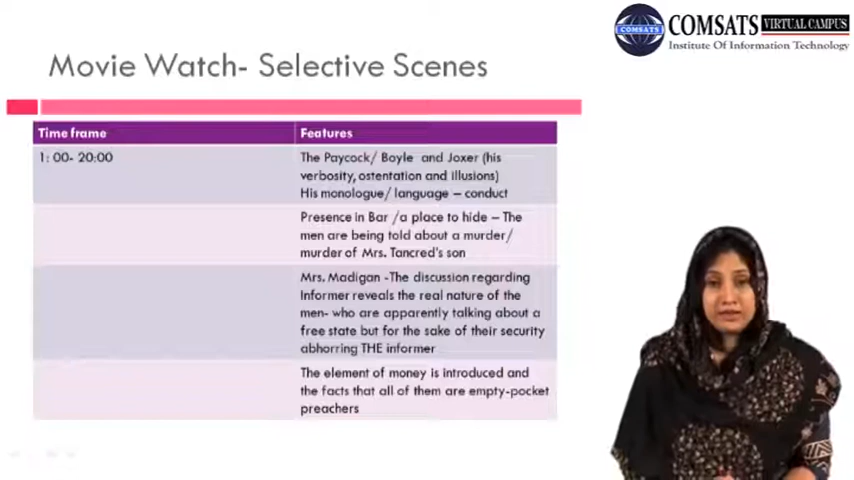 COMSATS VIRTUAL CAMPUS
Institute Of Information Technology
COMSATS
Movie Watch- Selective Scenes
Time frame
Features
1: 00- 20:00
The Paycock/ Boyle and Joxer (his
verbosity, ostentation and illusions)
His monologue/ language – conduct
Presence in Bar /a place to hide – The
men are being told about a murder/
murder of Mrs. Tancred's son
Mrs. Madigan -The discussion regarding
Informer reveals the real nature of the
men- who are apparently talking about a
free state but for the sake of their security
abhorring THE informer
The element of money is introduced and
the facts that all of them are empty-pocket
preachers